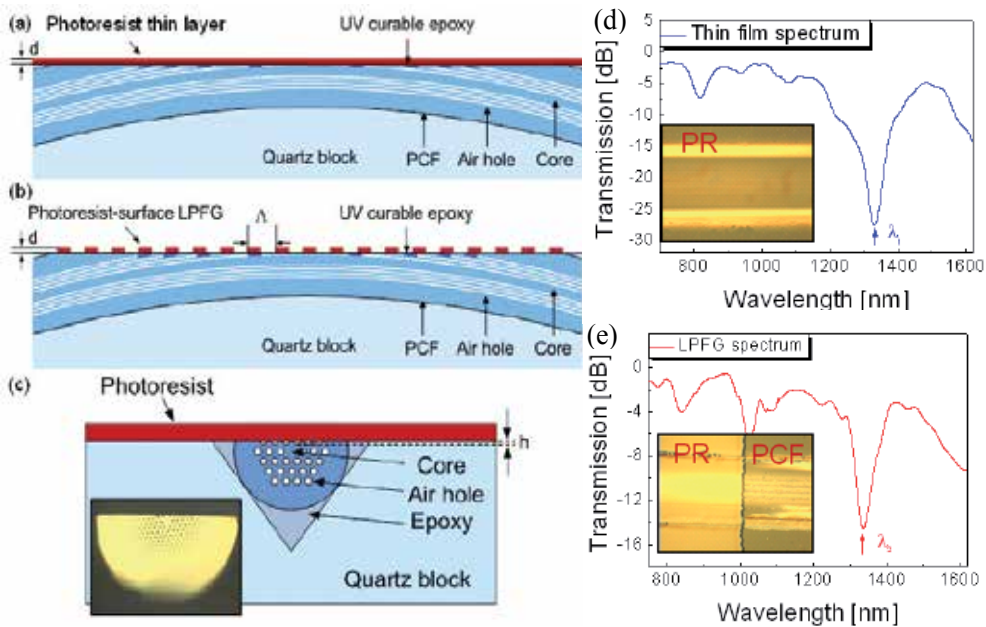 (a)
Photoresist thin layer
UV curable epoxy
d
Quartz block
PCF
Air hole
Core
(b)
Photoresist-surface LPFG
Λ
UV curable epoxy
d
Quartz block
PCF
Air hole
Core
(c)
Photoresist
h
Core
Air hole
Epoxy
Quartz block
(d)
Thin film spectrum
Transmission [dB]
5
0
-5
-10
-15
-20
-25
-30
PR
800 1000 1200 1400 1600
Wavelength [nm]
(e)
LPFG spectrum
Transmission [dB]
0
-4
-8
-12
-16
PR
PCF
800 1000 1200 1400 1600
Wavelength [nm]